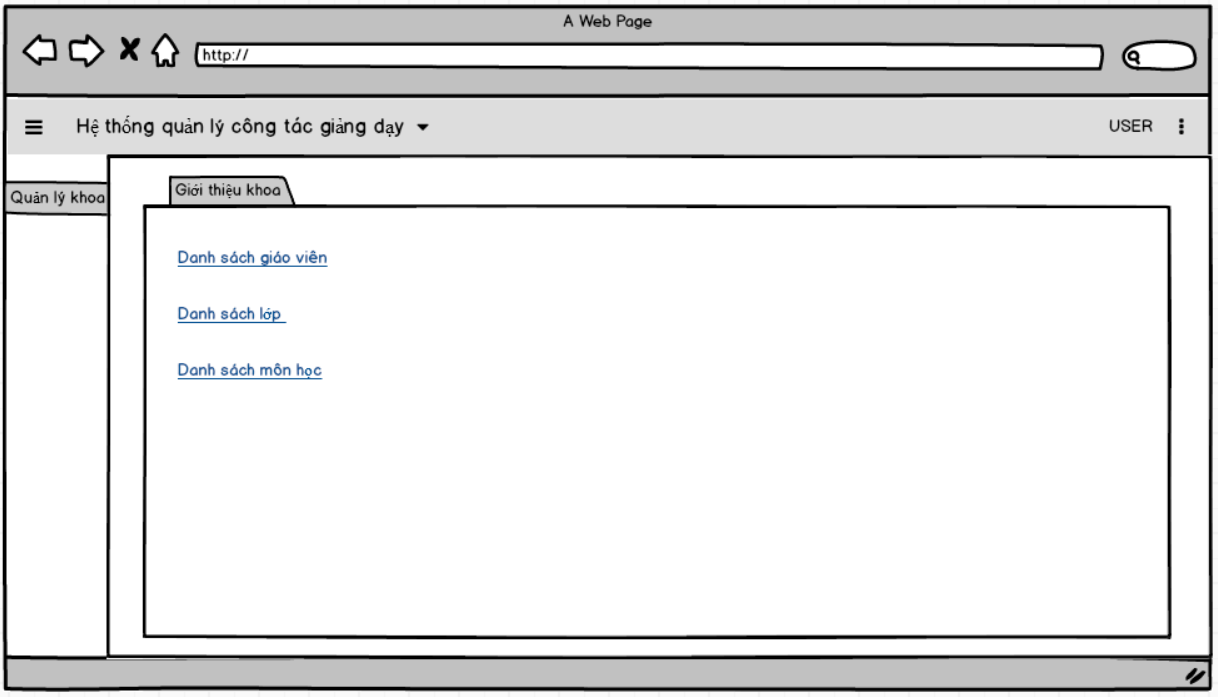 A Web Page
http://
Hệ thống quản lý công tác giảng dạy
USER
Quản lý khoa
Giới thiệu khoa
Danh sách giáo viên
Danh sách lớp
Danh sách môn học